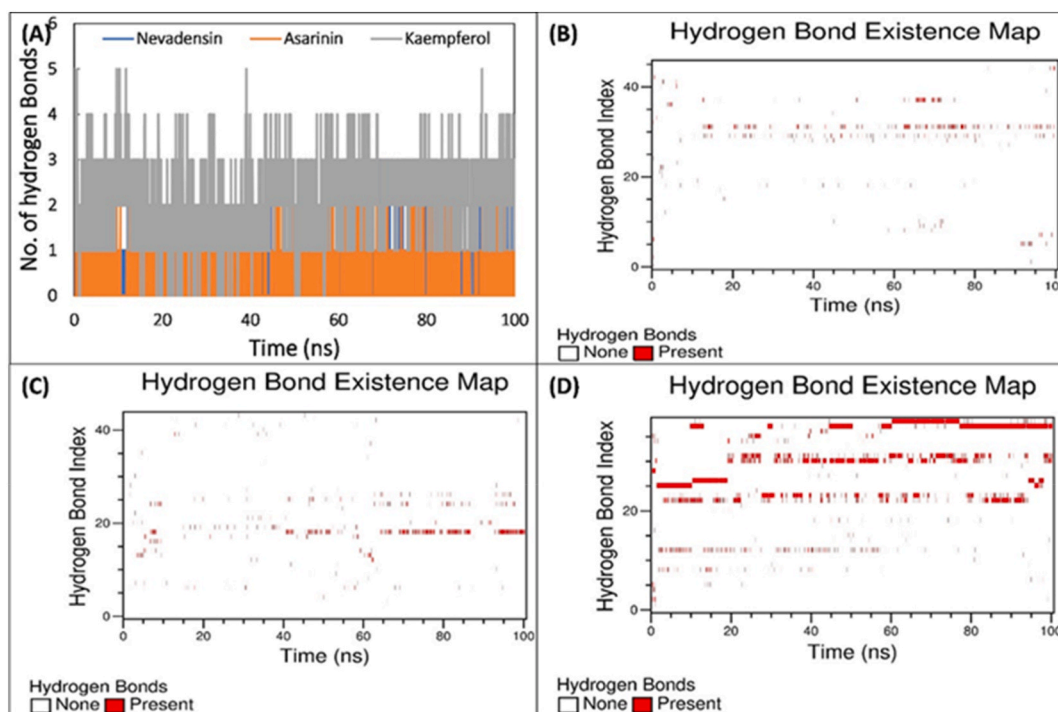 (A)
Nevadensin Asarinin Kaempferol
No. of hydrogen Bonds
6
5
4
3
2
1
0
0 20 40 60 80 100
Time (ns)
(B)
Hydrogen Bond Existence Map
Hydrogen Bond Index
40
20
0
0 20 40 60 80 100
Time (ns)
Hydrogen Bonds
None Present
(C)
Hydrogen Bond Existence Map
Hydrogen Bond Index
40
20
0
0 20 40 60 80 100
Time (ns)
Hydrogen Bonds
None Present
(D)
Hydrogen Bond Existence Map
Hydrogen Bond Index
20
0
0 20 40 60 80 100
Time (ns)
Hydrogen Bonds
None Present